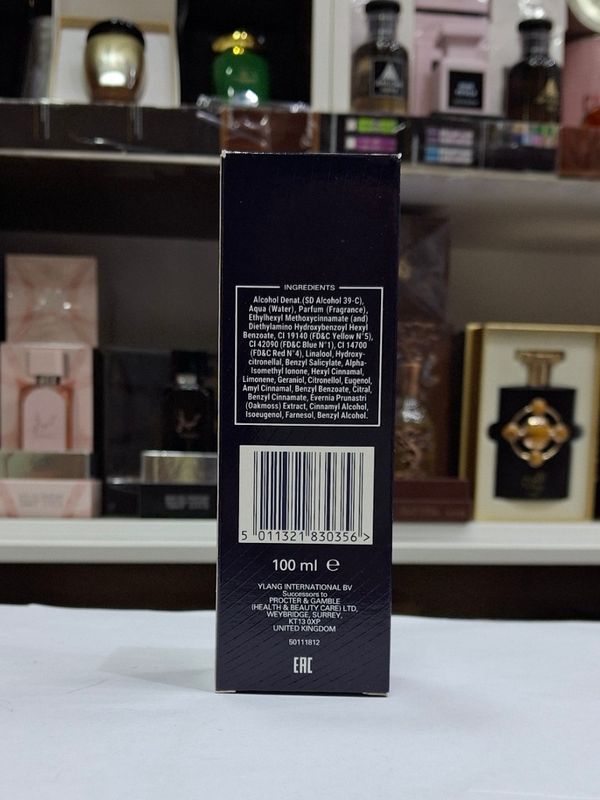 INGREDIENTS
Alcohol Denat.(SD Alcohol 39-C),
Aqua (Water), Parfum (Fragrance),
Ethylhexyl Methoxycinnamate (and)
Diethylamino Hydroxybenzoyl Hexyl
Benzoate, CI 19140 (FD&C Yellow N°5),
CI 42090 (FD&C Blue N°1), CI 14700
(FD&C Red N°4), Linalool, Hydroxy-
citronellal, Benzyl Salicylate, Alpha-
Isomethyl Ionone, Hexyl Cinnamal,
Limonene, Geraniol, Citronellol, Eugenol,
Amyl Cinnamal, Benzyl Benzoate, Citral,
Benzyl Cinnamate, Evernia Prunastri
(Oakmoss) Extract, Cinnamyl Alcohol,
Isoeugenol, Farnesol, Benzyl Alcohol.
5 011321 830356 >
100 ml ℮
YLANG INTERNATIONAL BV
Successors to
PROCTER & GAMBLE
(HEALTH & BEAUTY CARE) LTD,
WEYBRIDGE, SURREY,
KT13 0XP
UNITED KINGDOM
50111812
EAC